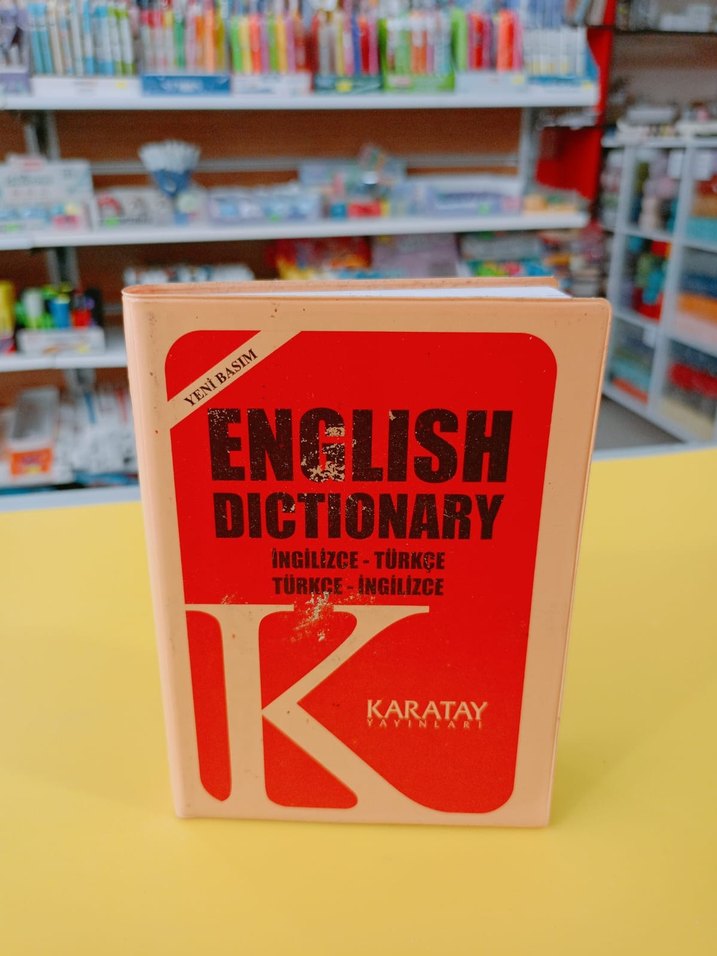 YENİ BASIM
ENGLISH
DICTIONARY
İNGİLİZCE - TÜRKÇE
TÜRKÇE - İNGİLİZCE
K
KARATAY
YAYINLARI